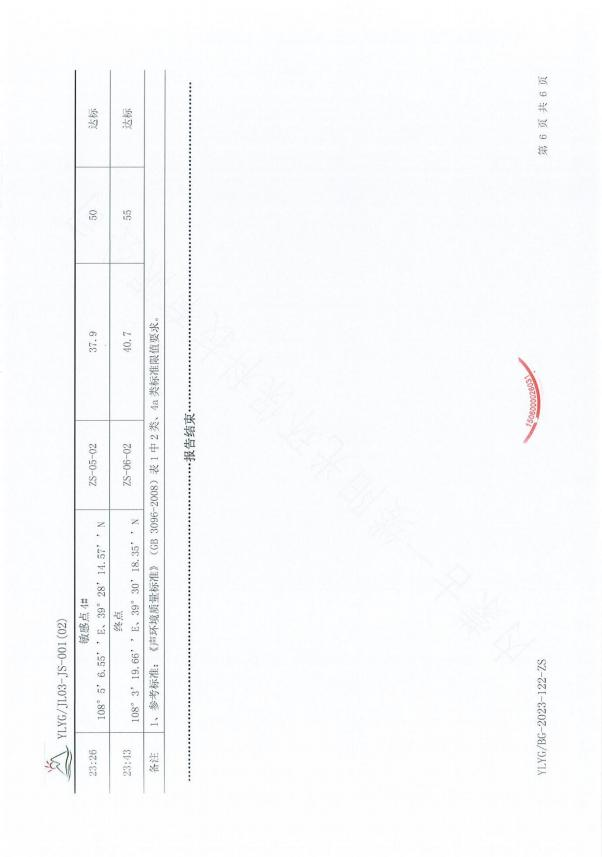 YLYG/JL03-JS-001(02)
23:26 敏感点 4# 108° 5' 6.55'' E、39° 28' 14.57'' N ZS-05-02 37.9 50 达标
23:43 终点 108° 3' 19.66'' E、39° 30' 18.35'' N ZS-06-02 40.7 55 达标
备注 1、参考标准：《声环境质量标准》（GB 3096-2008）表 1 中 2 类、4a 类标准限值要求。
报告结束
YLYG/BG-2023-122-ZS
第 6 页 共 6 页